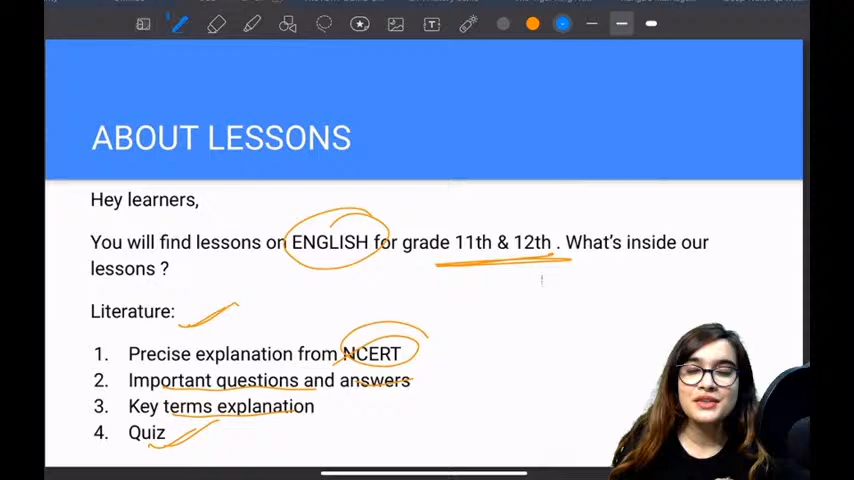 ABOUT LESSONS
Hey learners,
You will find lessons on ENGLISH for grade 11th & 12th . What's inside our
lessons ?
Literature:
1. Precise explanation from NCERT
2. Important questions and answers
3. Key terms explanation
4. Quiz